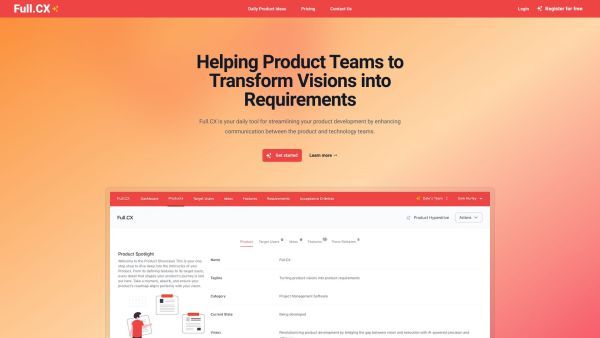 Full.CX
Daily Product Ideas
Pricing
Contact Us
Login
Register for free
Helping Product Teams to
Transform Visions into
Requirements
Full.CX is your daily tool for streamlining your product development by enhancing
communication between the product and technology teams.
Get started
Learn more →
Full.CX
Dashboard
Products
Target Users
Ideas
Features
Requirements
Acceptance Criteria
Team
Full.CX
Product Hyperdrive
Actions
Product
Target Users
Ideas
Features
Product Spotlight
Welcome to the Product Showcase! This is your one
stop shop to dive deep into the intricacies of your
Product. From its defining features to its target users,
every detail that shapes your product's journey is laid
out here. Take a moment, absorb, and ensure your
product's roadmap aligns perfectly with your vision.
Name
Full.CX
Tagline
Turning product visions into product requirements
Category
Project Management Software
Current State
Being developed
Vision
Revolutionizing product development by bridging the gap between vision and execution with AI-powered precision and